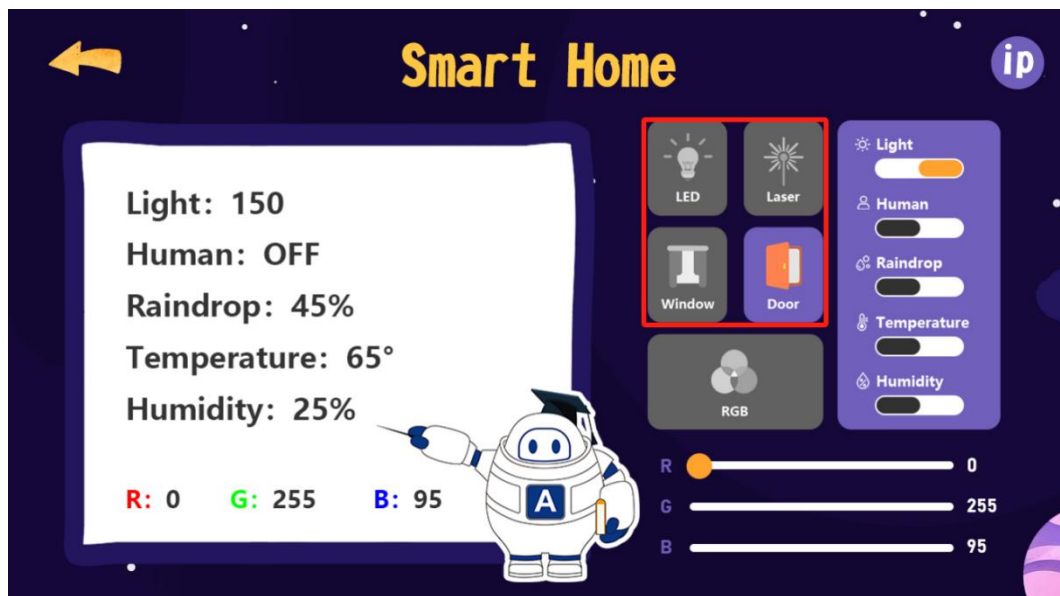 Smart Home
ip
Light: 150
Human: OFF
Raindrop: 45%
Temperature: 65°
Humidity: 25%
R: 0 G: 255 B: 95
A
LED Laser
Window Door
RGB
Light
Human
Raindrop
Temperature
Humidity
R 0
G 255
B 95